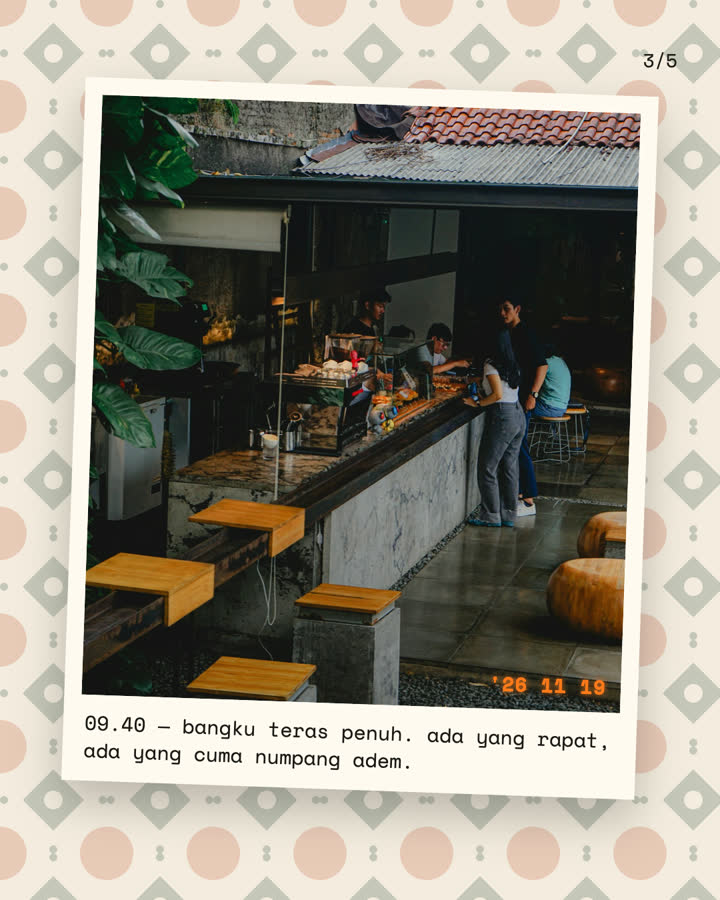 3/5
'26 11 19
09.40 — bangku teras penuh. ada yang rapat,
ada yang cuma numpang adem.